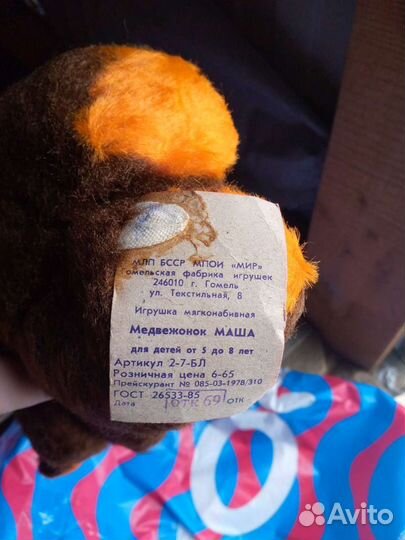 МЛП БССР МПОИ «МИР»
Гомельская фабрика игрушек
246010 г. Гомель
ул. Текстильная, 8
Игрушка мягконабивная
Медвежонок МАША
для детей от 5 до 8 лет
Артикул 2-7-БЛ
Розничная цена 6-65
Прейскурант № 085-03-1978/310
ГОСТ 26533-85
Дата ОТК
Avito